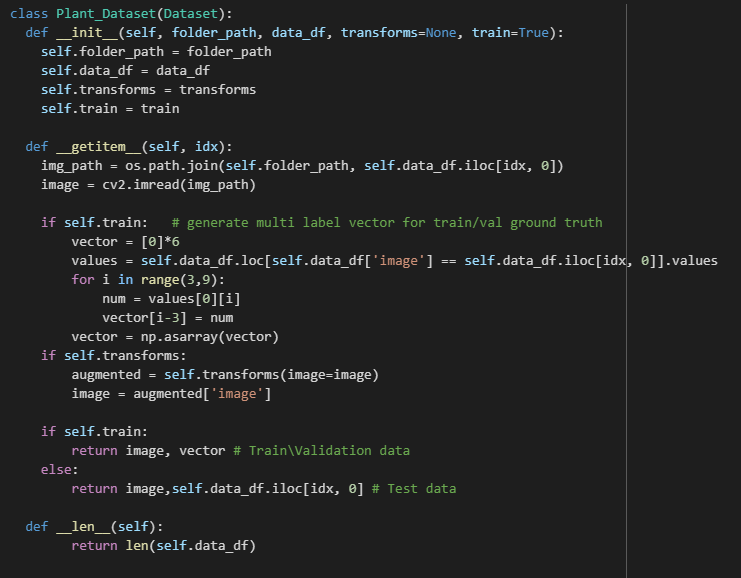 class Plant_Dataset(Dataset):
  def __init__(self, folder_path, data_df, transforms=None, train=True):
    self.folder_path = folder_path
    self.data_df = data_df
    self.transforms = transforms
    self.train = train

  def __getitem__(self, idx):
    img_path = os.path.join(self.folder_path, self.data_df.iloc[idx, 0])
    image = cv2.imread(img_path)

    if self.train:   # generate multi label vector for train/val ground truth
        vector = [0]*6
        values = self.data_df.loc[self.data_df['image'] == self.data_df.iloc[idx, 0]].values
        for i in range(3,9):
            num = values[0][i]
            vector[i-3] = num
        vector = np.asarray(vector)
    if self.transforms:
        augmented = self.transforms(image=image)
        image = augmented['image']

    if self.train:
        return image, vector # Train\Validation data
    else:
        return image,self.data_df.iloc[idx, 0] # Test data

  def __len__(self):
        return len(self.data_df)